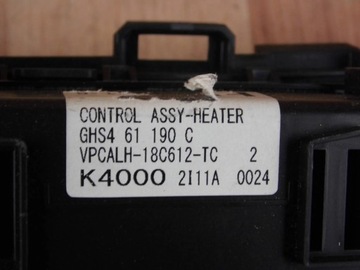 CONTROL ASSY-HEATER
GHS4 61 190 C
VPCALH-18C612-TC 2
K4000 2I11A 0024